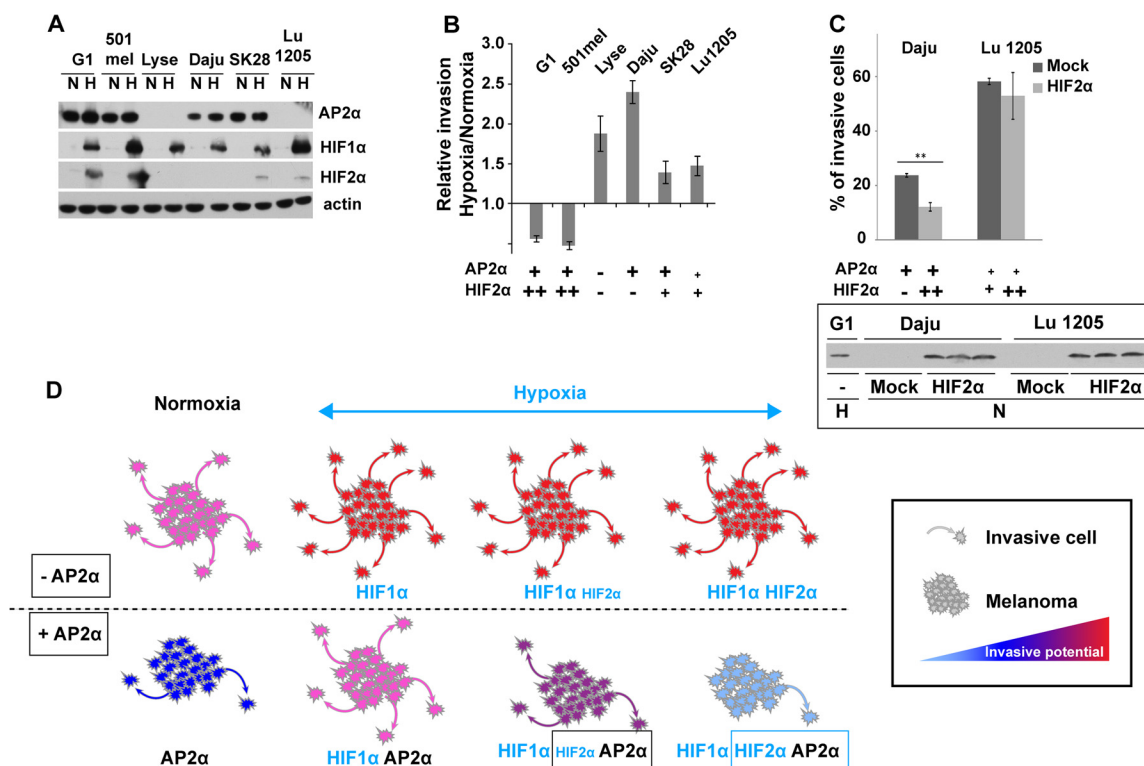 A
G1 501 mel Lyse Daju SK28 Lu 1205
N H N H N H N H N H N H
AP2α
HIF1α
HIF2α
actin
B
Relative invasion
Hypoxia/Normoxia
3.0
2.5
2.0
1.5
1.0
G1 501mel Lyse Daju SK28 Lu1205
AP2α + + - + + +
HIF2α ++ ++ - - + +
C
% of invasive cells
60
40
20
0
Daju Lu 1205
Mock
HIF2α
**
AP2α + + + +
HIF2α - ++ + ++
G1 Daju Lu 1205
- Mock HIF2α Mock HIF2α
H N
D
Normoxia Hypoxia
- AP2α
HIF1α HIF1α HIF2α HIF1α HIF2α
+ AP2α
AP2α HIF1α AP2α HIF1α HIF2α AP2α HIF1α HIF2α AP2α
Invasive cell
Melanoma
Invasive potential